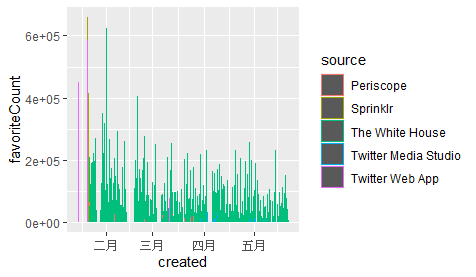 6e+05
4e+05
2e+05
0e+00
favoriteCount
二月
三月
四月
五月
created
source
Periscope
Sprinklr
The White House
Twitter Media Studio
Twitter Web App